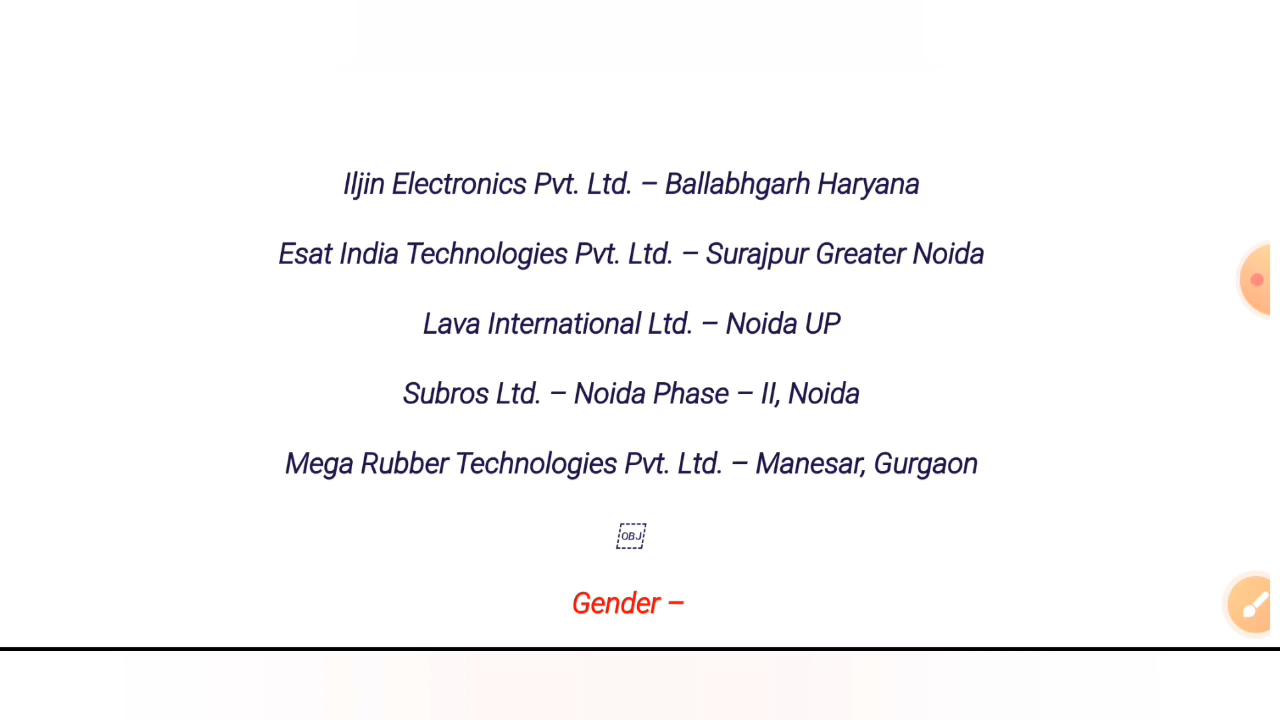 Iljin Electronics Pvt. Ltd. – Ballabhgarh Haryana
Esat India Technologies Pvt. Ltd. – Surajpur Greater Noida
Lava International Ltd. – Noida UP
Subros Ltd. – Noida Phase – II, Noida
Mega Rubber Technologies Pvt. Ltd. – Manesar, Gurgaon
OBJ
Gender –